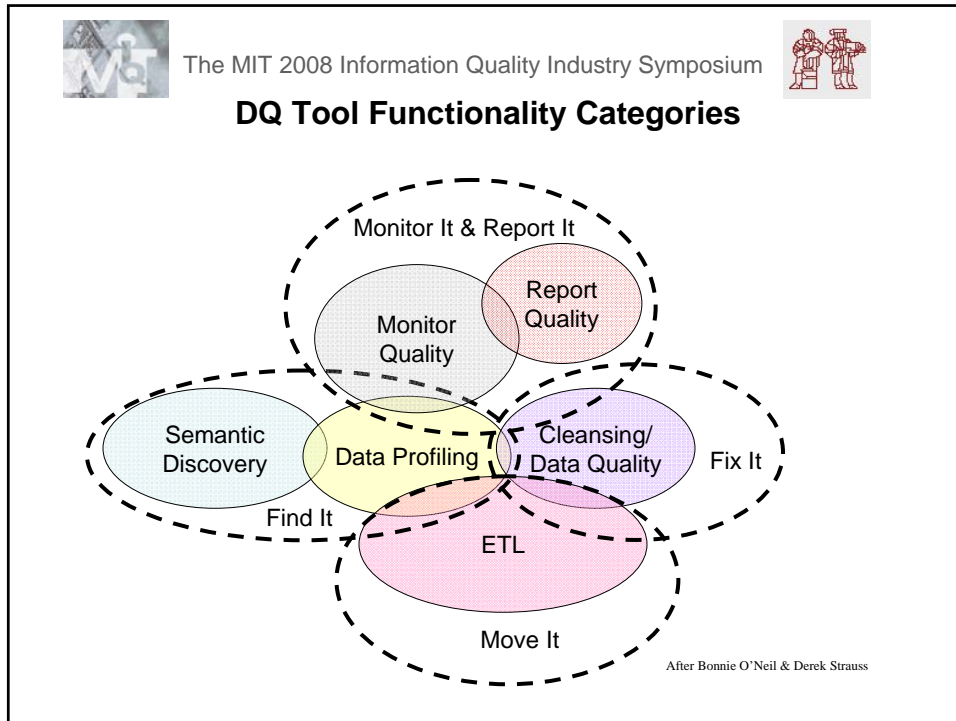 MIT
The MIT 2008 Information Quality Industry Symposium
DQ Tool Functionality Categories
Monitor It & Report It
Report
Quality
Monitor
Quality
Semantic
Discovery
Data Profiling
Cleansing/
Data Quality
Fix It
Find It
ETL
Move It
After Bonnie O’Neil & Derek Strauss